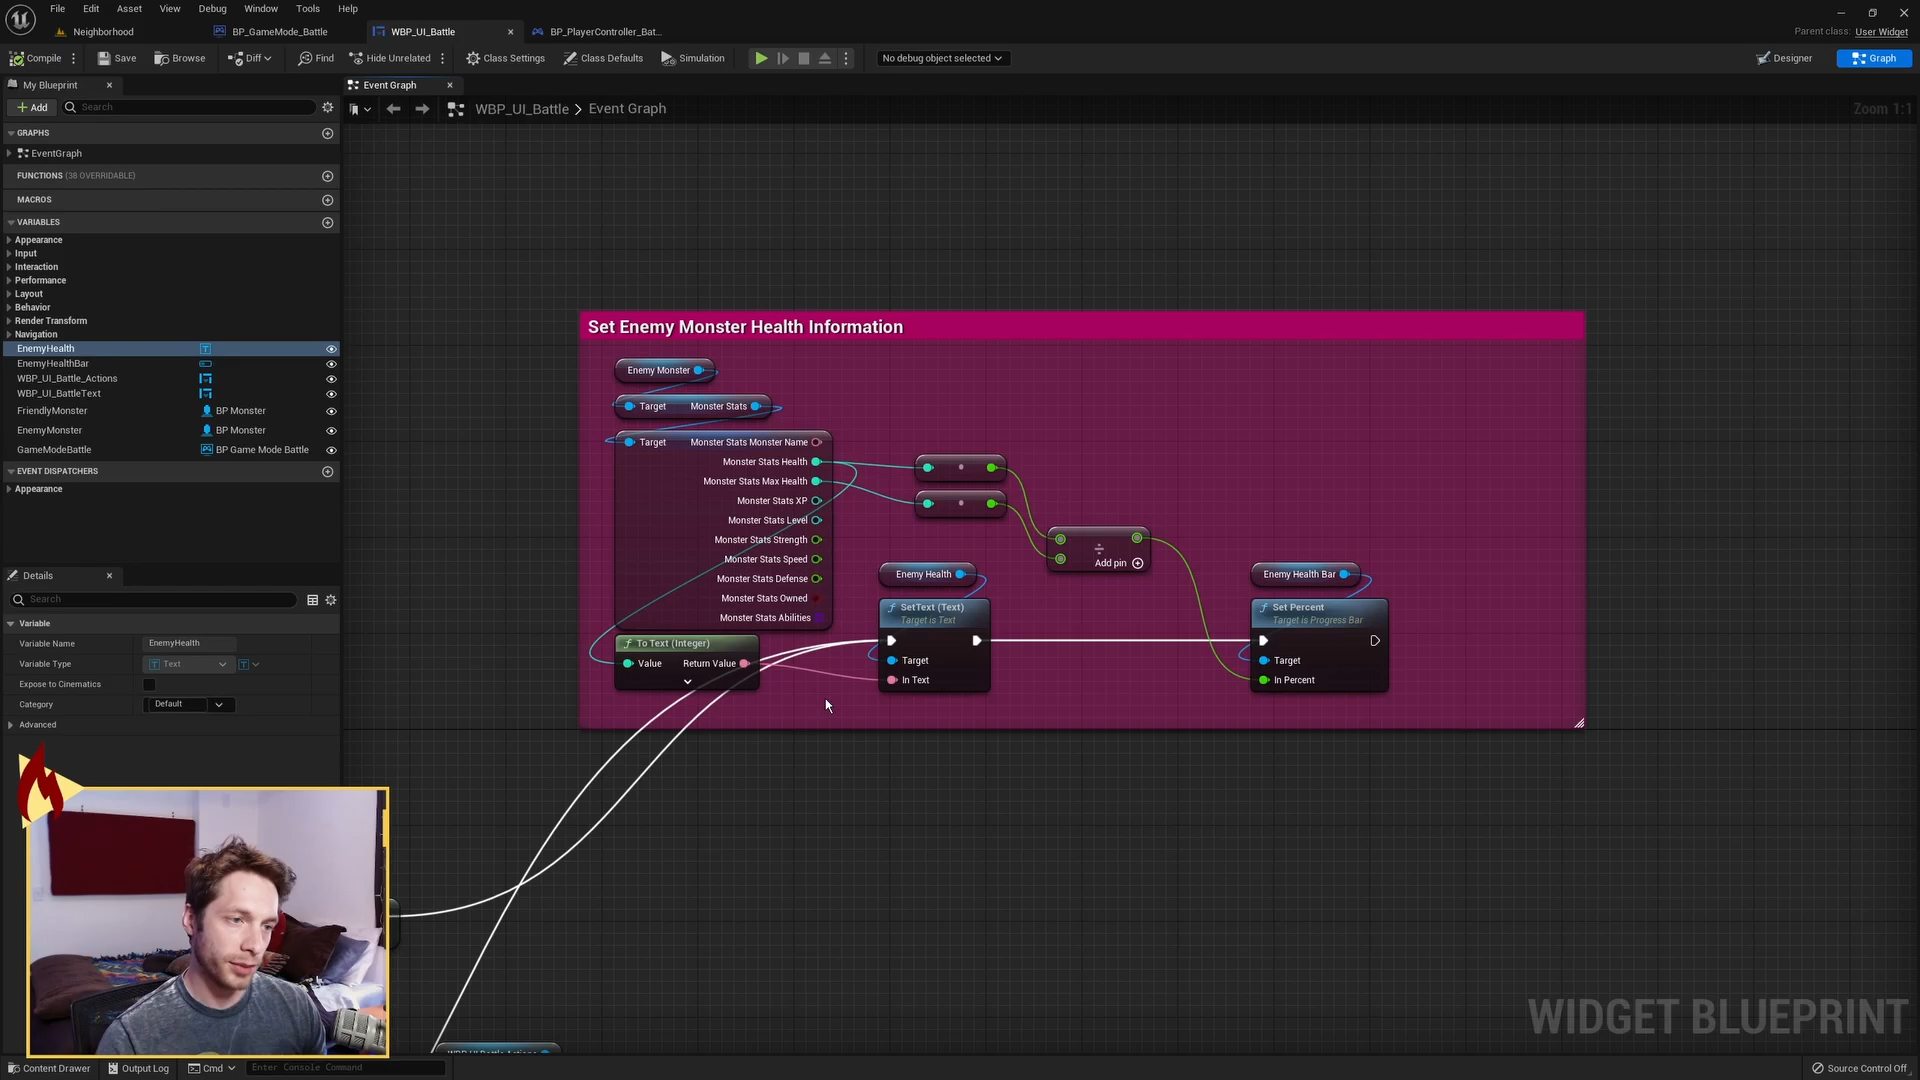 File Edit Asset View Debug Window Tools Help
Neighborhood
BP_GameMode_Battle
WBP_UI_Battle
BP_PlayerController_Bat...
Parent class: User Widget
Compile
Save
Browse
Diff
Find
Hide Unrelated
Class Settings
Class Defaults
Simulation
No debug object selected
Designer
Graph
My Blueprint
Event Graph
Add
Search
WBP_UI_Battle > Event Graph
Zoom 1:1
GRAPHS
EventGraph
FUNCTIONS (38 OVERRIDABLE)
MACROS
VARIABLES
Appearance
Input
Interaction
Performance
Layout
Behavior
Render Transform
Navigation
EnemyHealth
EnemyHealthBar
WBP_UI_Battle_Actions
WBP_UI_BattleText
FriendlyMonster BP Monster
EnemyMonster BP Monster
GameModeBattle BP Game Mode Battle
EVENT DISPATCHERS
Appearance
Details
Search
Variable
Variable Name EnemyHealth
Variable Type Text
Expose to Cinematics
Category Default
Advanced
Set Enemy Monster Health Information
Enemy Monster
Target Monster Stats
Target Monster Stats Monster Name
Monster Stats Health
Monster Stats Max Health
Monster Stats XP
Monster Stats Level
Monster Stats Strength
Monster Stats Speed
Monster Stats Defense
Monster Stats Owned
Monster Stats Abilities
To Text (Integer)
Value Return Value
Add pin
Enemy Health
SetText (Text)
Target is Text
Target
In Text
Enemy Health Bar
Set Percent
Target is Progress Bar
Target
In Percent
WBP UI Battle Actions
WIDGET BLUEPRINT
Content Drawer
Output Log
Cmd
Enter Console Command
Source Control Off